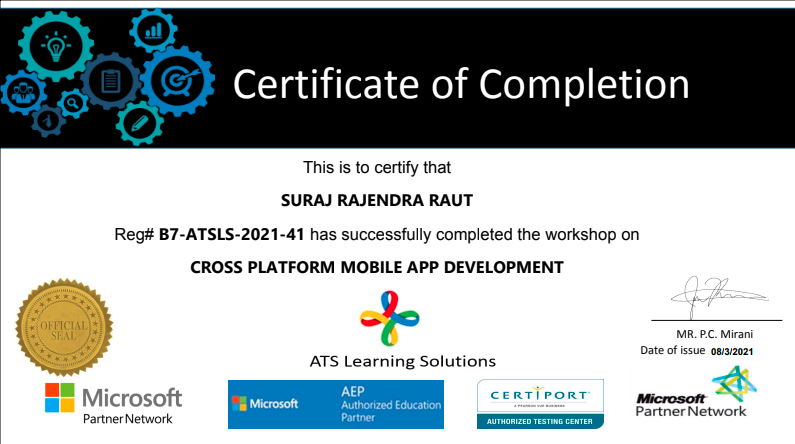 Certificate of Completion
This is to certify that
SURAJ RAJENDRA RAUT
Reg# B7-ATSLS-2021-41 has successfully completed the workshop on
CROSS PLATFORM MOBILE APP DEVELOPMENT
OFFICIAL
SEAL
ATS Learning Solutions
MR. P.C. Mirani
Date of issue 08/3/2021
Microsoft
Partner Network
Microsoft
AEP
Authorized Education
Partner
CERTIPORT
A PEARSON VUE BUSINESS
AUTHORIZED TESTING CENTER
Microsoft
Partner Network